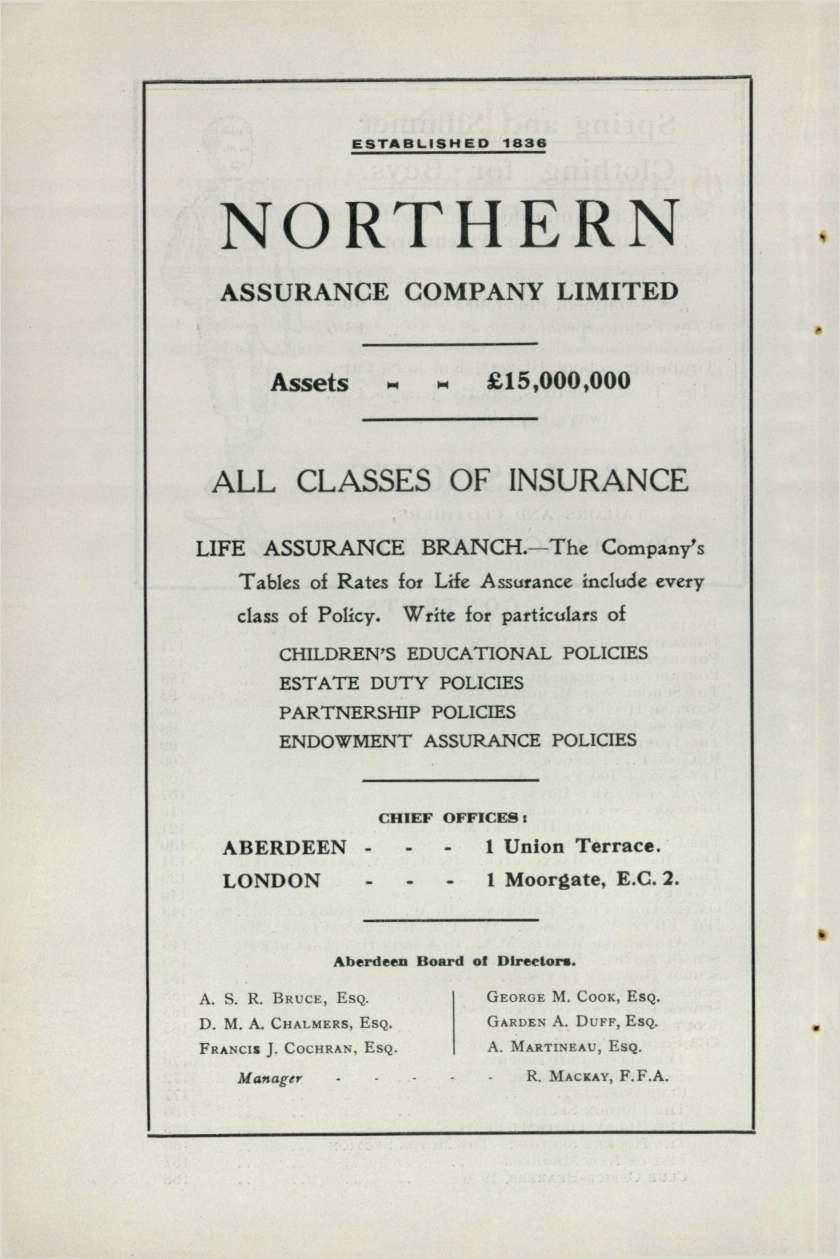 ESTABLISHED 1836
NORTHERN
ASSURANCE COMPANY LIMITED
Assets - - £15,000,000
ALL CLASSES OF INSURANCE
LIFE ASSURANCE BRANCH.—The Company's
Tables of Rates for Life Assurance include every
class of Policy. Write for particulars of
CHILDREN'S EDUCATIONAL POLICIES
ESTATE DUTY POLICIES
PARTNERSHIP POLICIES
ENDOWMENT ASSURANCE POLICIES
CHIEF OFFICES:
ABERDEEN - - - 1 Union Terrace.
LONDON - - - 1 Moorgate, E.C. 2.
Aberdeen Board of Directors.
A. S. R. BRUCE, ESQ.
D. M. A. CHALMERS, ESQ.
FRANCIS J. COCHRAN, ESQ.
GEORGE M. COOK, ESQ.
GARDEN A. DUFF, ESQ.
A. MARTINEAU, ESQ.
Manager - - - - - R. MACKAY, F.F.A.